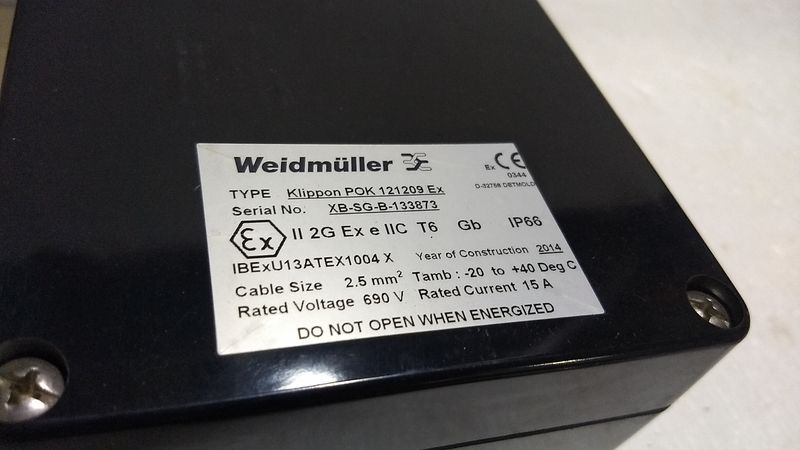 Weidmüller
Ex CE
0344
D-32758 DETMOLD
TYPE Klippon POK 121209 Ex
Serial No. XB-SG-B-133873
Ex II 2G Ex e IIC T6 Gb IP66
IBExU13ATEX1004 X Year of Construction 2014
Cable Size 2.5 mm² Tamb : -20 to +40 Deg C
Rated Voltage 690 V Rated Current 15 A
DO NOT OPEN WHEN ENERGIZED